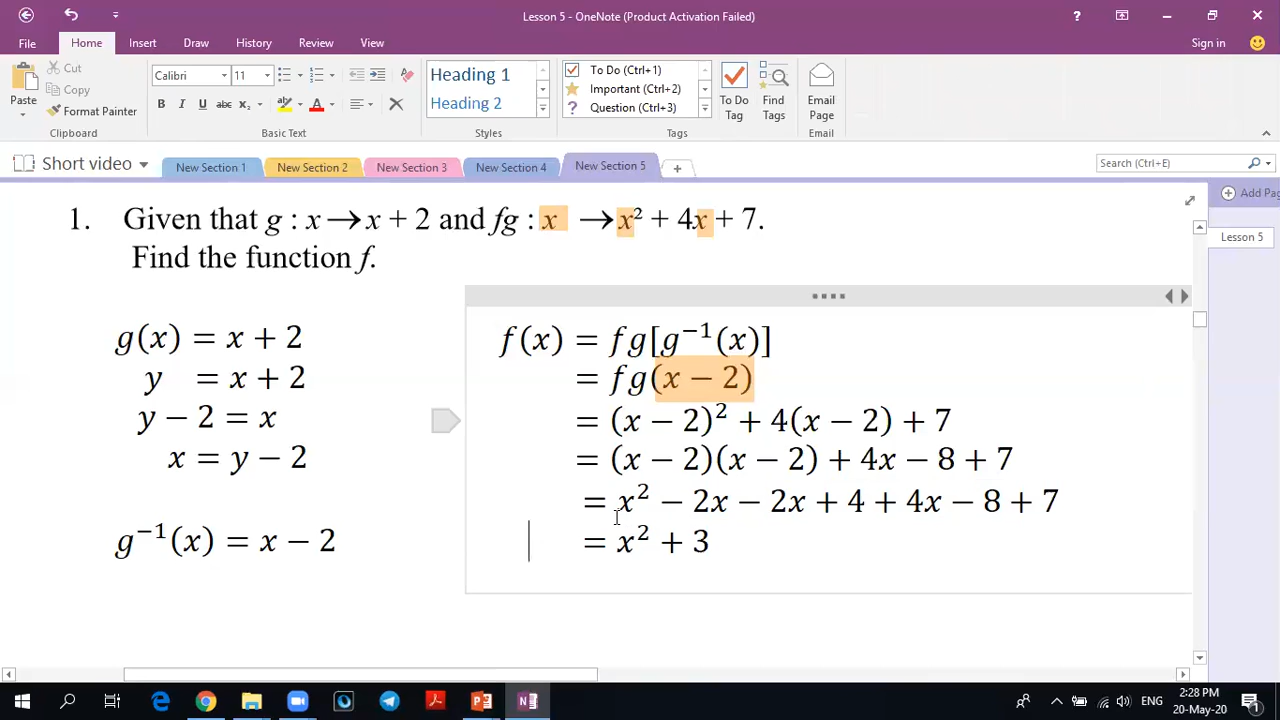 Lesson 5 - OneNote (Product Activation Failed)
?
File Home Insert Draw History Review View Sign in
Paste
Cut
Copy
Format Painter
Clipboard
Calibri 11
B I U abc x₂ A
Basic Text
Heading 1
Heading 2
Styles
To Do (Ctrl+1)
Important (Ctrl+2)
? Question (Ctrl+3)
Tags
To Do Tag
Find Tags
Email Page
Email
Short video New Section 1 New Section 2 New Section 3 New Section 4 New Section 5 +
Search (Ctrl+E)
Add Pag
Lesson 5
1. Given that g : x → x + 2 and fg : x → x² + 4x + 7.
Find the function f.
g(x) = x + 2
y = x + 2
y − 2 = x
x = y − 2
g⁻¹(x) = x − 2
f(x) = fg[g⁻¹(x)]
= fg(x − 2)
= (x − 2)² + 4(x − 2) + 7
= (x − 2)(x − 2) + 4x − 8 + 7
= x² − 2x − 2x + 4 + 4x − 8 + 7
= x² + 3
ENG
2:28 PM
20-May-20
1